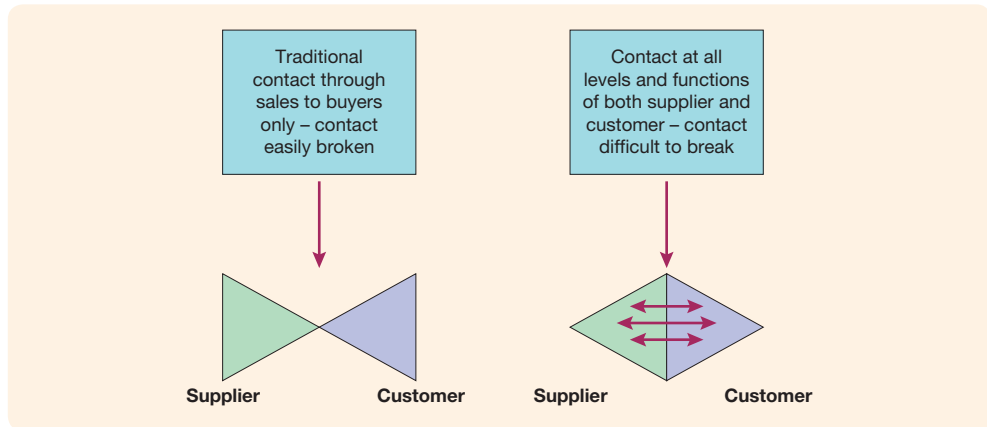 Traditional
contact through
sales to buyers
only – contact
easily broken
Contact at all
levels and functions
of both supplier and
customer – contact
difficult to break
Supplier
Customer
Supplier
Customer